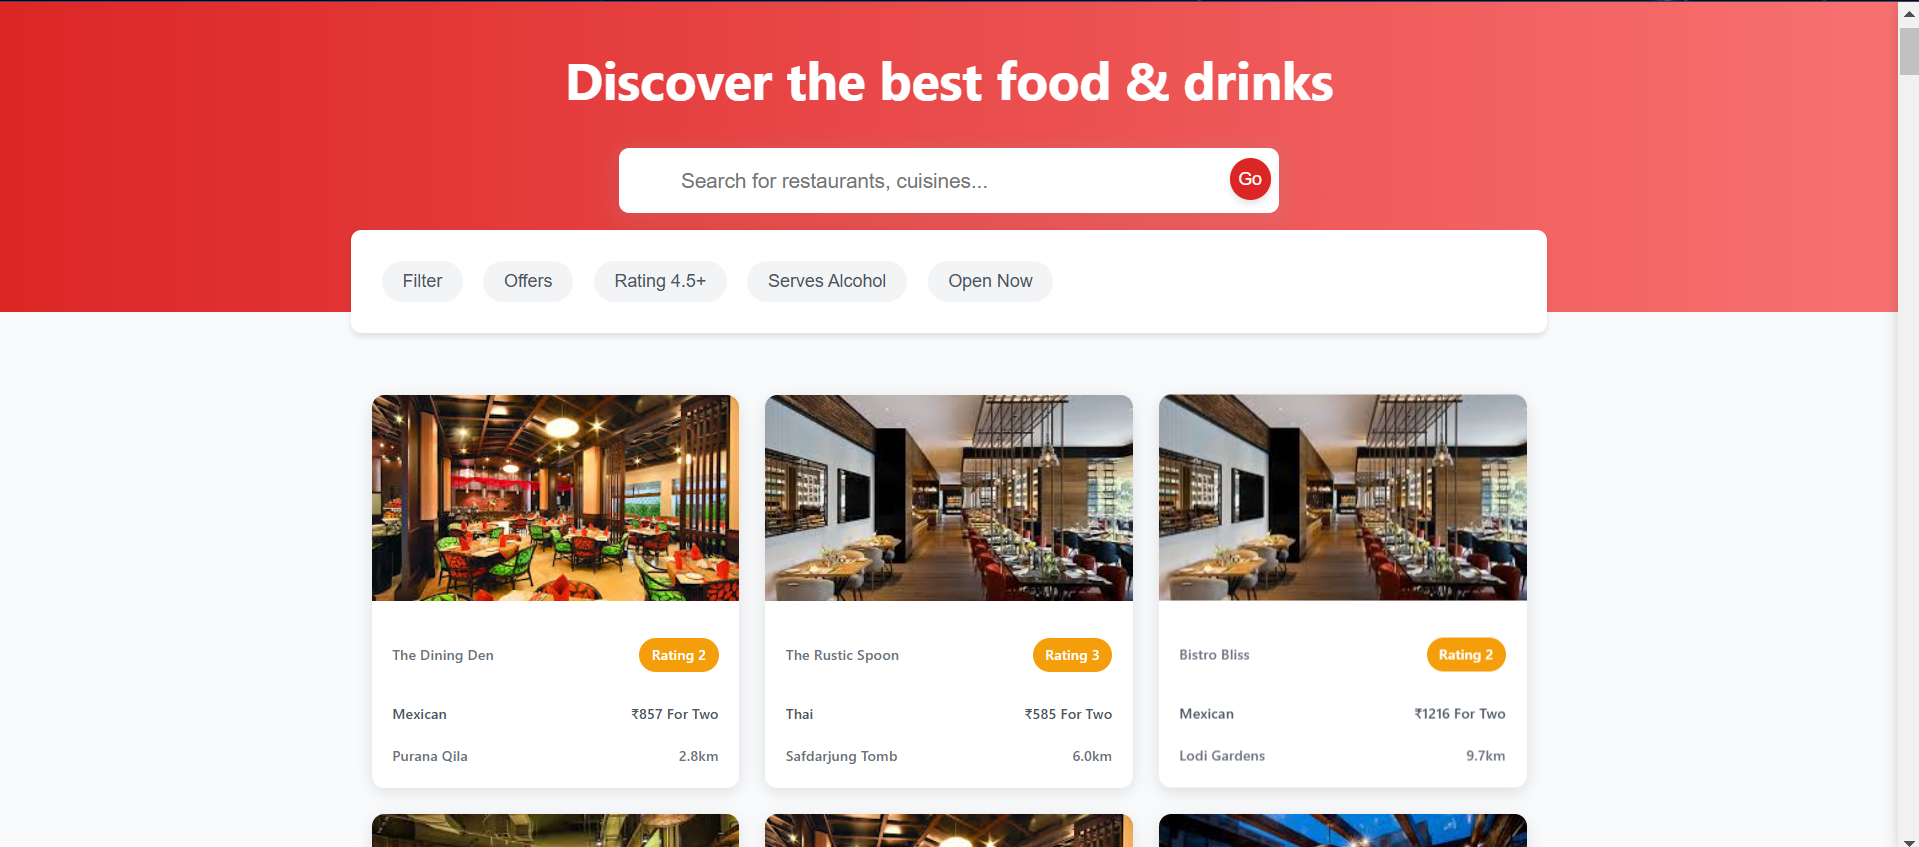 Discover the best food & drinks
Search for restaurants, cuisines...
Go
Filter
Offers
Rating 4.5+
Serves Alcohol
Open Now
The Dining Den
Rating 2
Mexican
₹857 For Two
Purana Qila
2.8km
The Rustic Spoon
Rating 3
Thai
₹585 For Two
Safdarjung Tomb
6.0km
Bistro Bliss
Rating 2
Mexican
₹1216 For Two
Lodi Gardens
9.7km